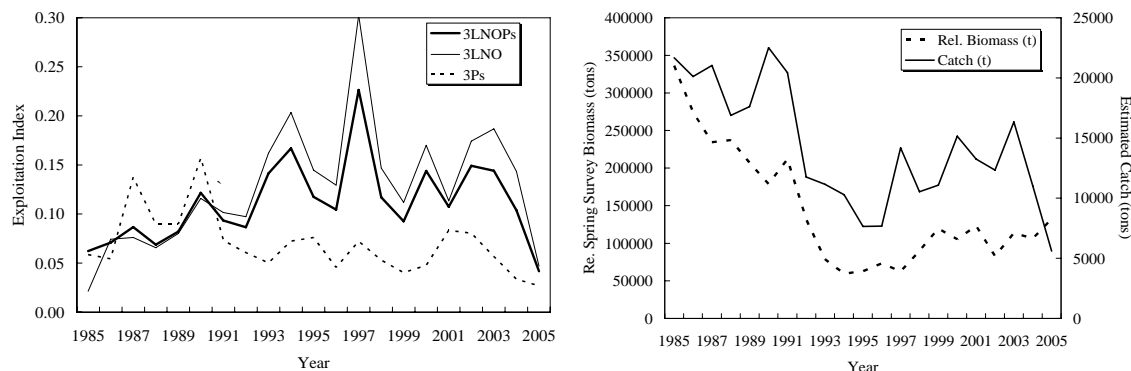 0.30
0.25
0.20
0.15
0.10
0.05
0.00
Exploitation Index
3LNOPs
3LNO
3Ps
1985 1987 1989 1991 1993 1995 1997 1999 2001 2003 2005
Year
400000
350000
300000
250000
200000
150000
100000
50000
0
Re. Spring Survey Biomass (tons)
Rel. Biomass (t)
Catch (t)
25000
20000
15000
10000
5000
0
Estimated Catch
(tons)
1985 1987 1989 1991 1993 1995 1997 1999 2001 2003 2005
Year